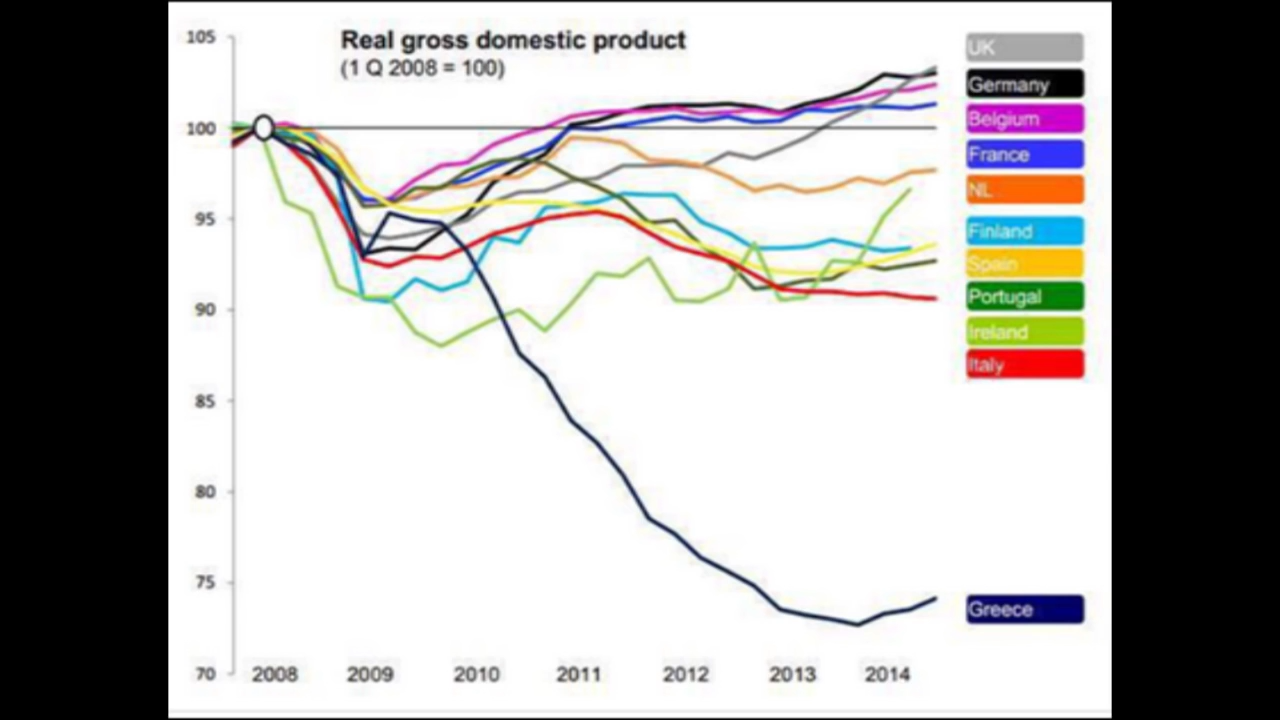 Real gross domestic product
(1 Q 2008 = 100)
105
100
95
90
85
80
75
70
2008 2009 2010 2011 2012 2013 2014
UK
Germany
Belgium
France
NL
Finland
Spain
Portugal
Ireland
Italy
Greece